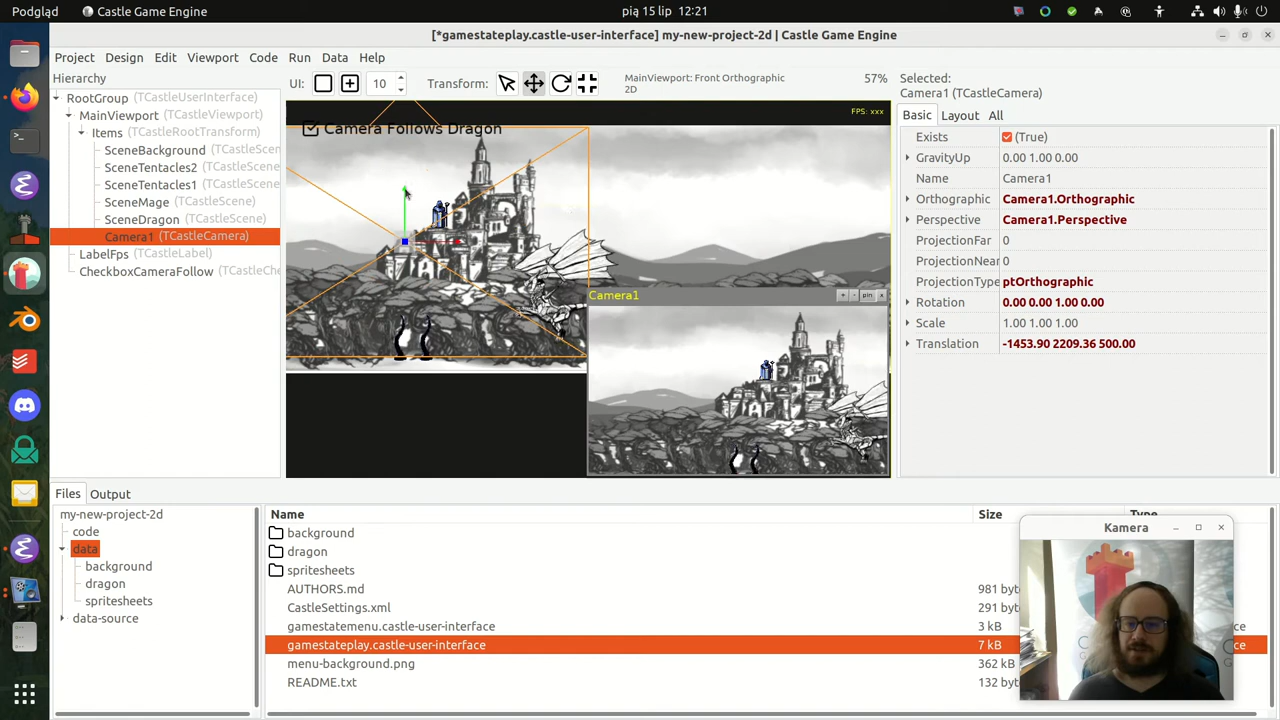 Podgląd
Castle Game Engine
pią 15 lip 12:21
[*gamestateplay.castle-user-interface] my-new-project-2d | Castle Game Engine
Project Design Edit Viewport Code Run Data Help
Hierarchy
RootGroup (TCastleUserInterface)
MainViewport (TCastleViewport)
Items (TCastleRootTransform)
SceneBackground (TCastleScen
SceneTentacles2 (TCastleScene
SceneTentacles1 (TCastleScene
SceneMage (TCastleScene)
SceneDragon (TCastleScene)
Camera1 (TCastleCamera)
LabelFps (TCastleLabel)
CheckboxCameraFollow (TCastleChe
UI: 10 Transform:
MainViewport: Front Orthographic
2D
57%
FPS: xxx
Camera Follows Dragon
Camera1
+ - pin x
Selected:
Camera1 (TCastleCamera)
Basic Layout All
Exists (True)
GravityUp 0.00 1.00 0.00
Name Camera1
Orthographic Camera1.Orthographic
Perspective Camera1.Perspective
ProjectionFar 0
ProjectionNear 0
ProjectionType ptOrthographic
Rotation 0.00 0.00 1.00 0.00
Scale 1.00 1.00 1.00
Translation -1453.90 2209.36 500.00
Files Output
my-new-project-2d
code
data
background
dragon
spritesheets
data-source
Name Size Type
background
dragon
spritesheets
AUTHORS.md 981 byt
CastleSettings.xml 291 byt
gamestatemenu.castle-user-interface 3 kB
gamestateplay.castle-user-interface 7 kB
menu-background.png 362 kB
README.txt 132 byt
Kamera